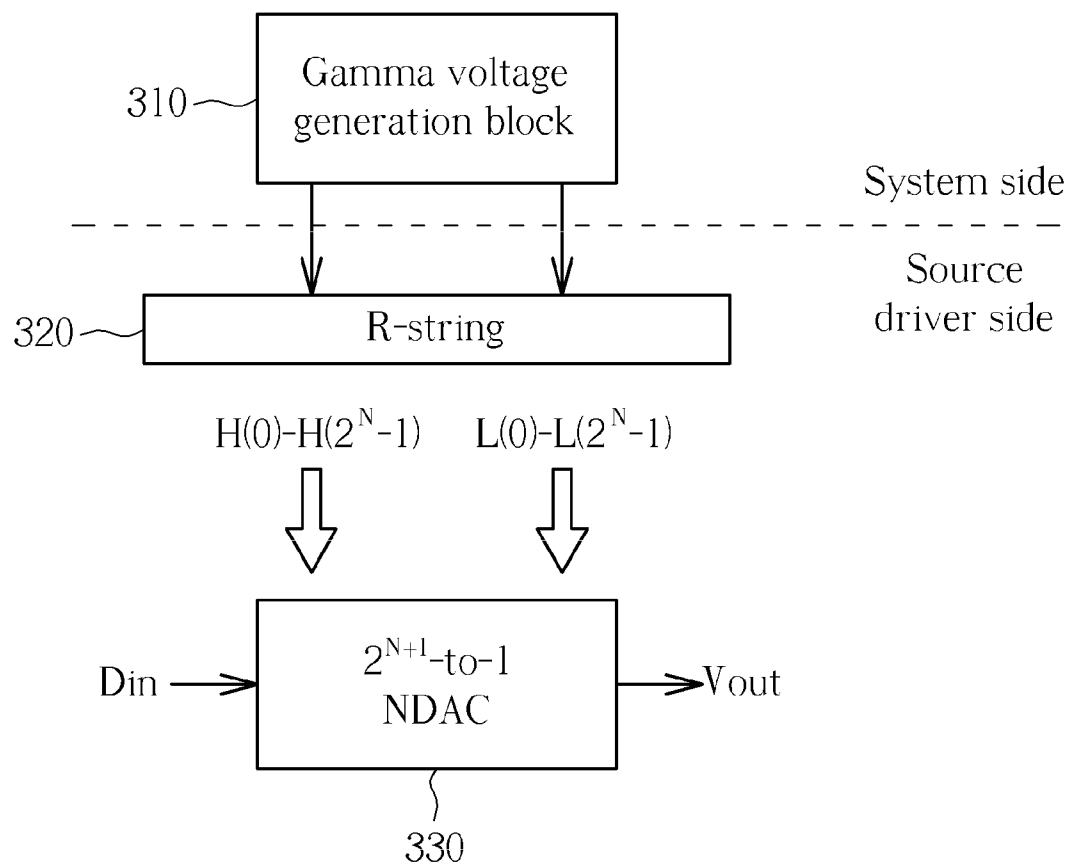 Gamma voltage
generation block
310
System side
Source
driver side
320
R-string
H(0)-H(2^N-1) L(0)-L(2^N-1)
2^N+1-to-1
NDAC
Din
Vout
330